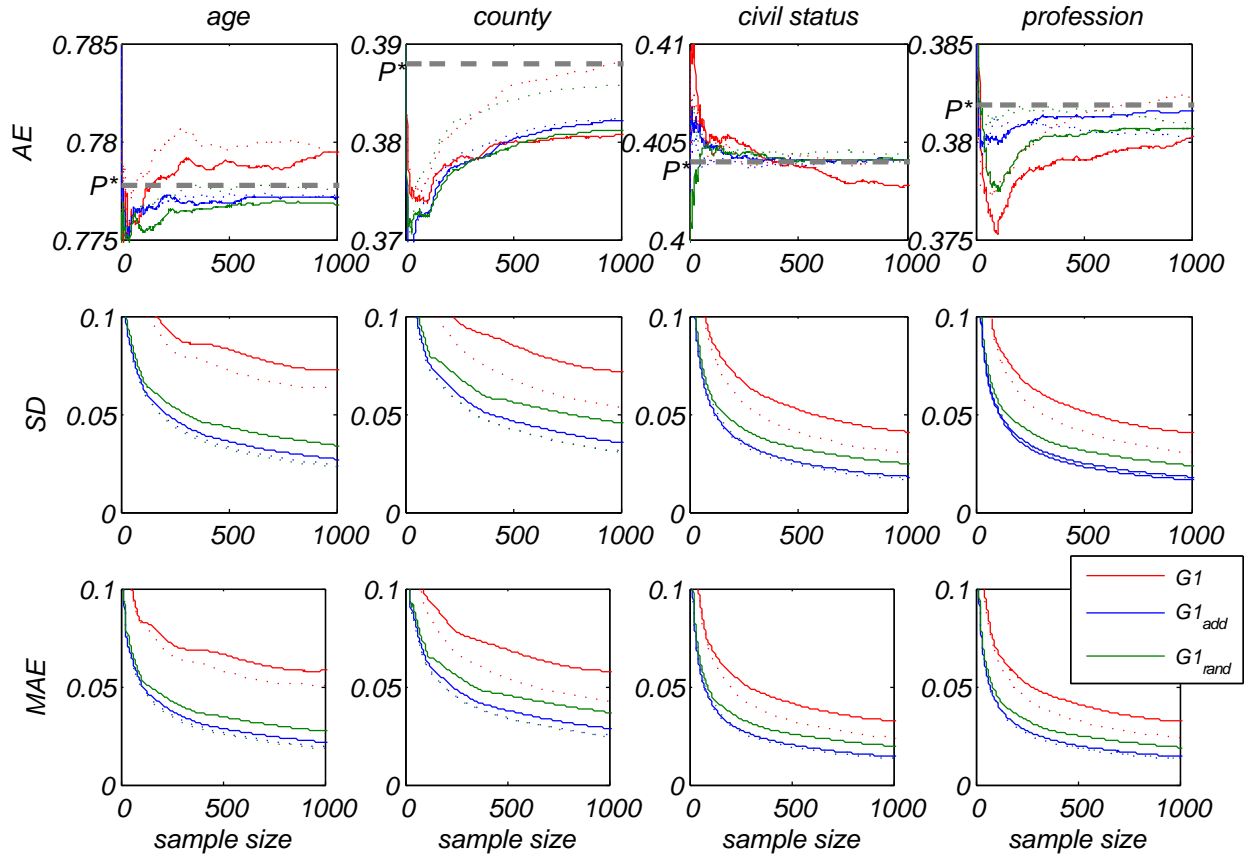 age county civil status profession
AE
0.785 0.39 0.41 0.385
P* P* P* P*
0.78 0.38 0.405 0.38
0.775 0.37 0.4 0.375
0 500 1000 0 500 1000 0 500 1000 0 500 1000
SD
0.1 0.1 0.1 0.1
0.05 0.05 0.05 0.05
0 0 0 0
0 500 1000 0 500 1000 0 500 1000 0 500 1000
MAE
0.1 0.1 0.1 0.1
0.05 0.05 0.05 0.05
0 0 0 0
0 500 1000 0 500 1000 0 500 1000 0 500 1000
sample size sample size sample size sample size
G1
G1add
G1rand